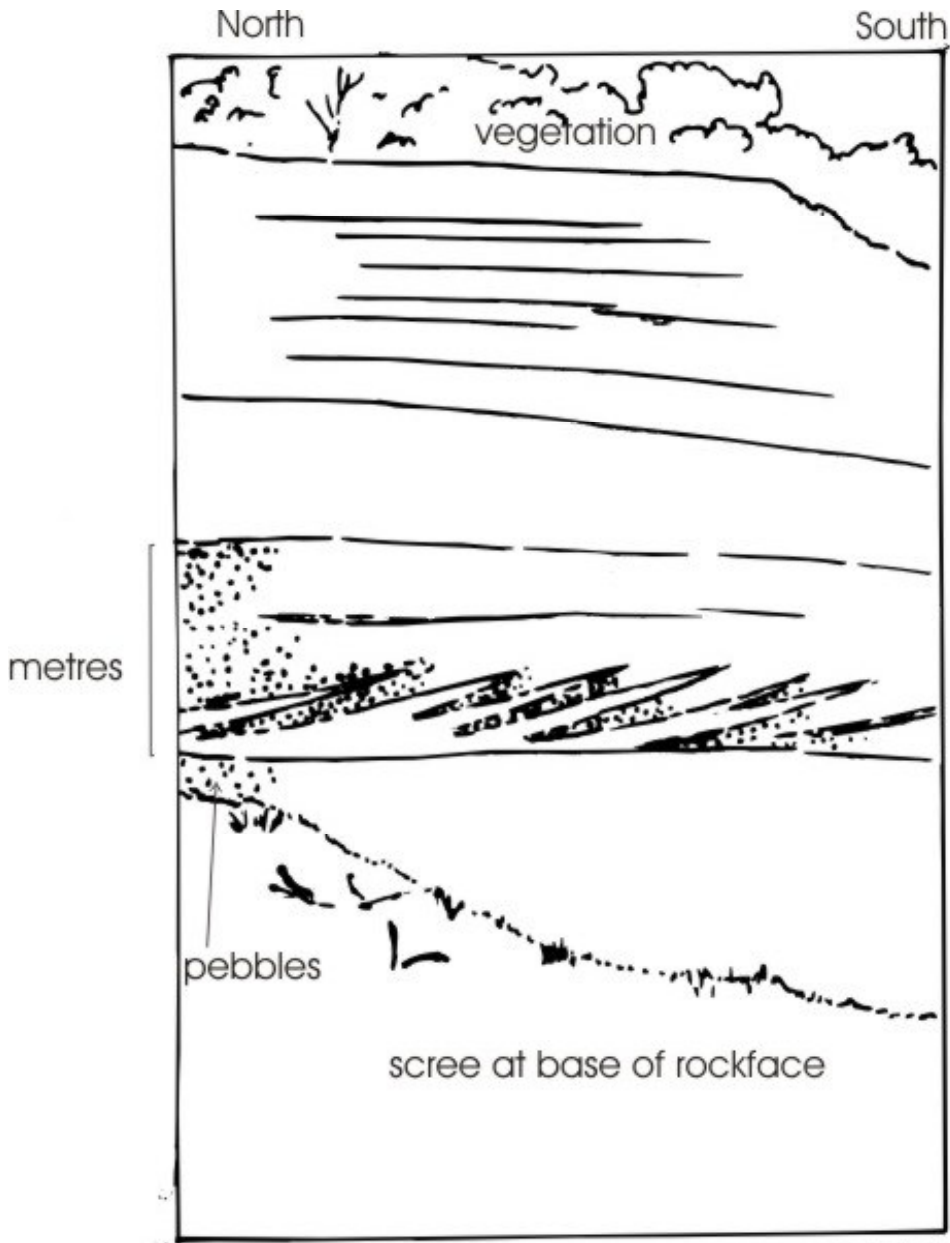 North South
vegetation
metres
pebbles
scree at base of rockface